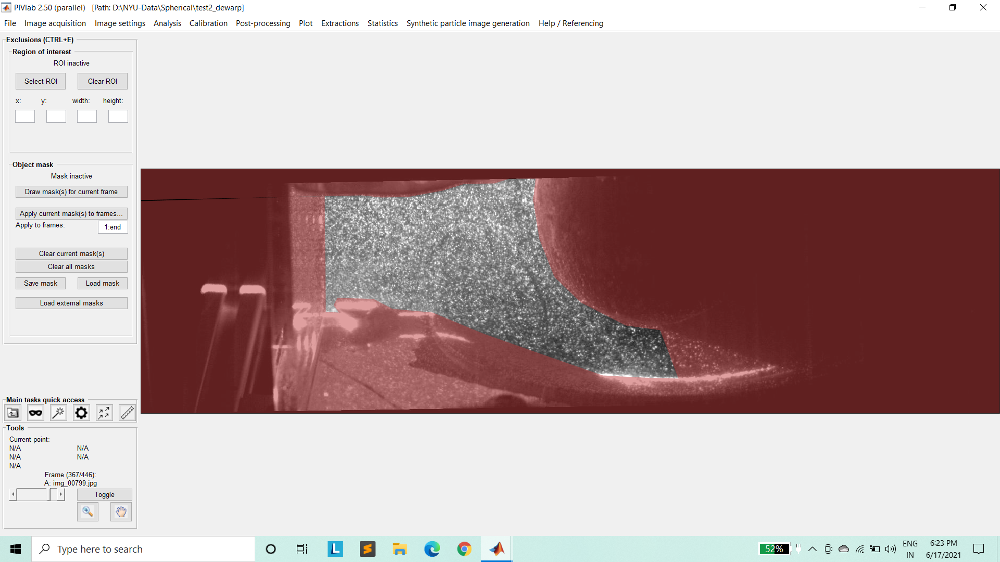 PIVlab 2.50 (parallel)   [Path: D:\NYU-Data\Spherical\test2_dewarp]
File Image acquisition Image settings Analysis Calibration Post-processing Plot Extractions Statistics Synthetic particle image generation Help / Referencing
Exclusions (CTRL+E)
Region of interest
ROI inactive
Select ROI Clear ROI
x: y: width: height:
Object mask
Mask inactive
Draw mask(s) for current frame
Apply current mask(s) to frames...
Apply to frames: 1:end
Clear current mask(s)
Clear all masks
Save mask Load mask
Load external masks
Main tasks quick access
Tools
Current point:
N/A N/A
N/A N/A
N/A
Frame (367/446):
A: img_00799.jpg
Toggle
Type here to search
L
S
52%
ENG
IN
6:23 PM
6/17/2021